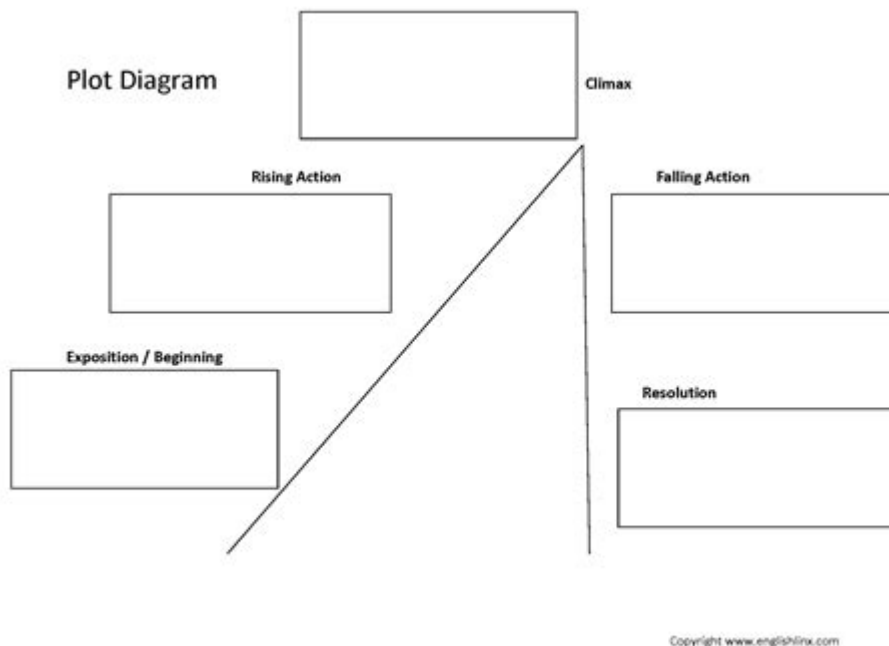 Plot Diagram
Climax
Rising Action
Falling Action
Exposition / Beginning
Resolution
Copyright www.englishlinx.com